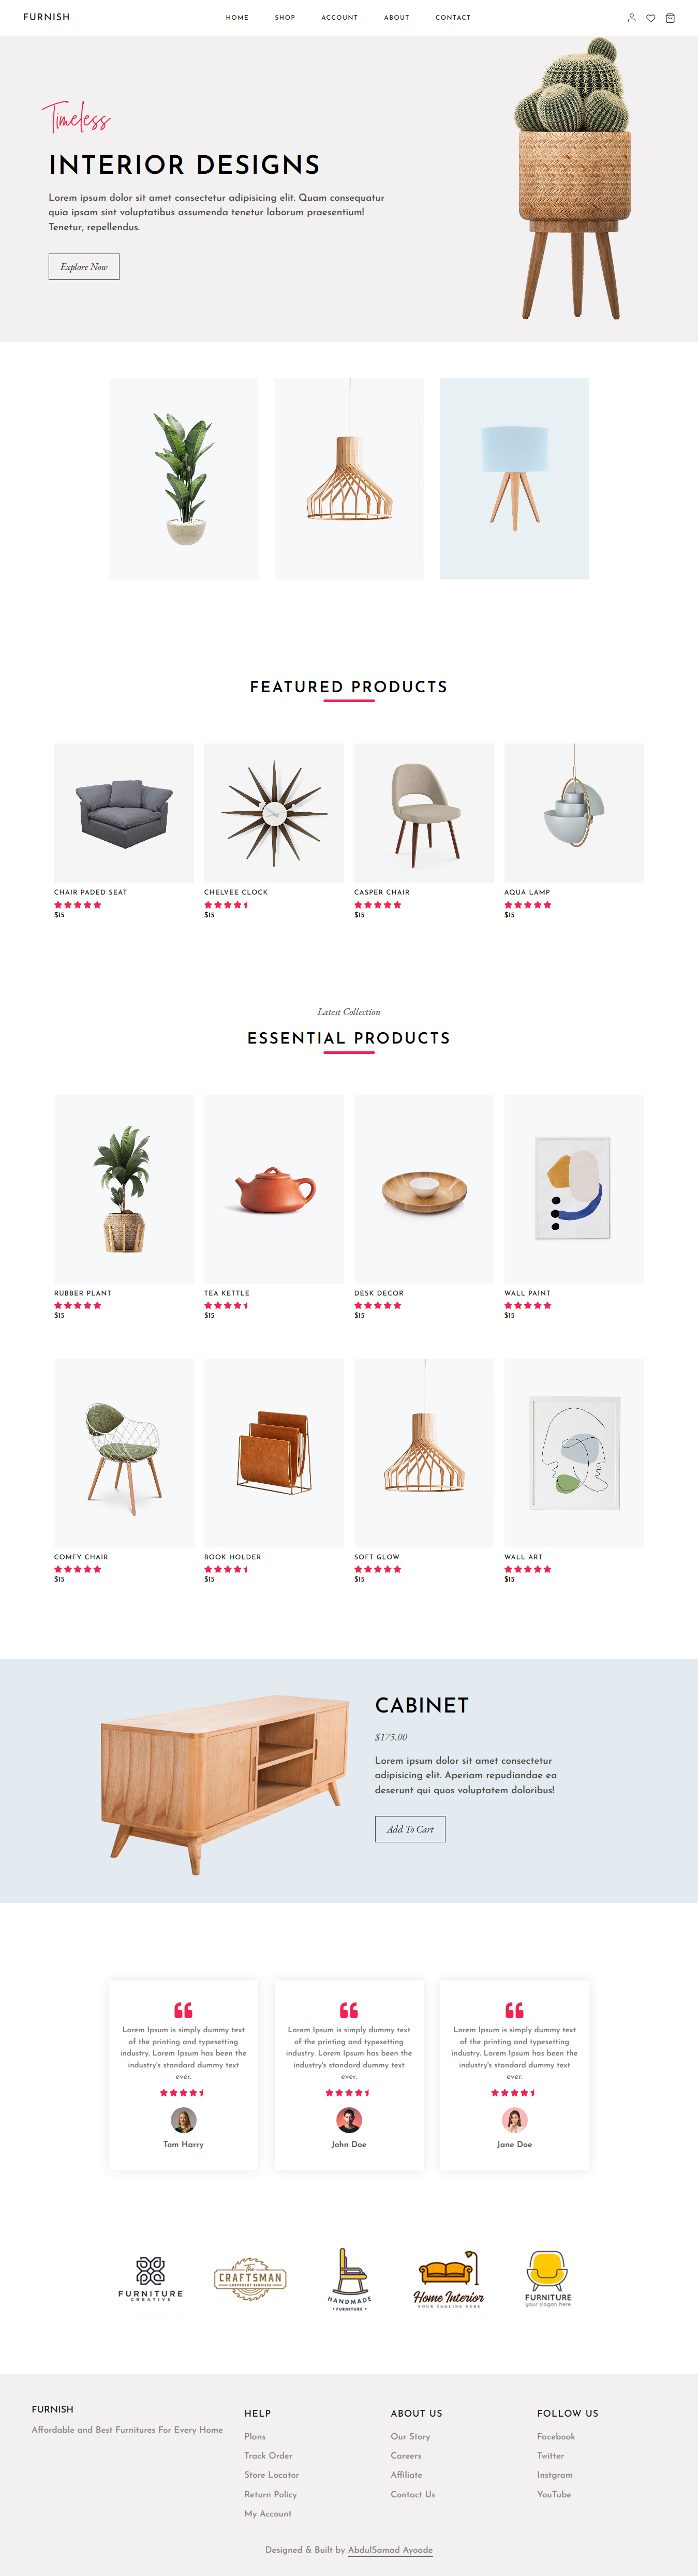 FURNISH
HOME SHOP ACCOUNT ABOUT CONTACT
Timeless
INTERIOR DESIGNS
Lorem ipsum dolor sit amet consectetur adipisicing elit. Quam consequatur
quia ipsam sint voluptatibus assumenda tenetur laborum praesentium!
Tenetur, repellendus.
Explore Now
FEATURED PRODUCTS
CHAIR PADED SEAT
$15
CHELVEE CLOCK
$15
CASPER CHAIR
$15
AQUA LAMP
$15
Latest Collection
ESSENTIAL PRODUCTS
RUBBER PLANT
$15
TEA KETTLE
$15
DESK DECOR
$15
WALL PAINT
$15
COMFY CHAIR
$15
BOOK HOLDER
$15
SOFT GLOW
$15
WALL ART
$15
CABINET
$175.00
Lorem ipsum dolor sit amet consectetur
adipisicing elit. Aperiam repudiandae ea
deserunt qui quos voluptatem doloribus!
Add To Cart
Lorem Ipsum is simply dummy text
of the printing and typesetting
industry. Lorem Ipsum has been the
industry's standard dummy text
ever.
Tom Harry
Lorem Ipsum is simply dummy text
of the printing and typesetting
industry. Lorem Ipsum has been the
industry's standard dummy text
ever.
John Doe
Lorem Ipsum is simply dummy text
of the printing and typesetting
industry. Lorem Ipsum has been the
industry's standard dummy text
ever.
Jane Doe
FURNITURE
CREATIVE
The
CRAFTSMAN
CARPENTRY SERVICES
HANDMADE
FURNITURE
Home Interior
YOUR TAGLINE HERE
FURNITURE
your slogan here
FURNISH
Affordable and Best Furnitures For Every Home
HELP
Plans
Track Order
Store Locator
Return Policy
My Account
ABOUT US
Our Story
Careers
Affiliate
Contact Us
FOLLOW US
Facebook
Twitter
Instgram
YouTube
Designed & Built by AbdulSamad Ayoade